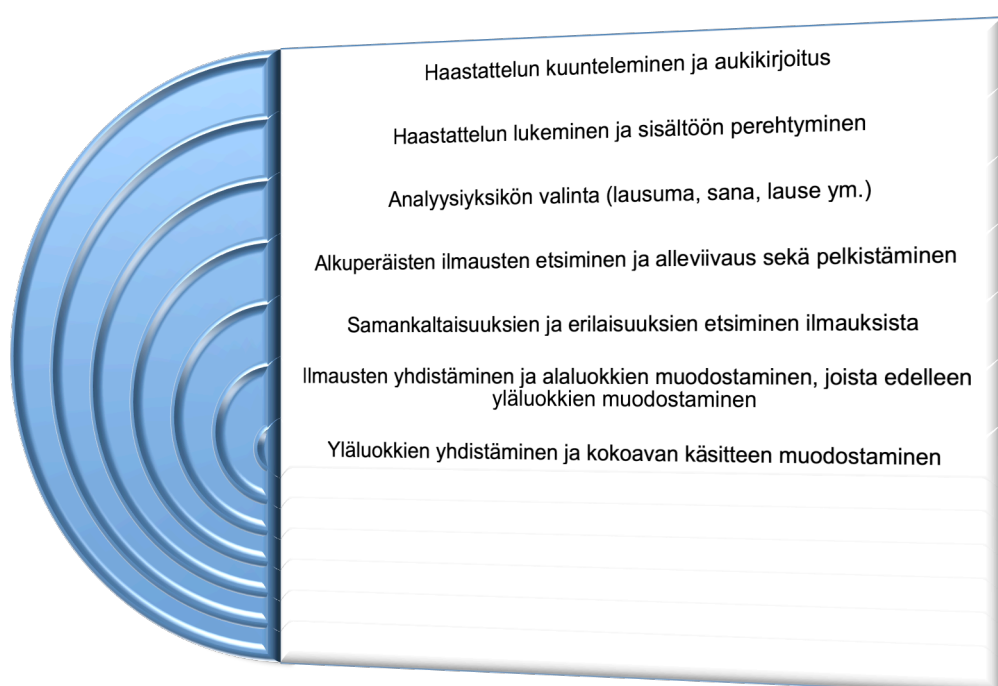 Haastattelun kuunteleminen ja aukikirjoitus
Haastattelun lukeminen ja sisältöön perehtyminen
Analyysiyksikön valinta (lausuma, sana, lause ym.)
Alkuperäisten ilmausten etsiminen ja alleviivaus sekä pelkistäminen
Samankaltaisuuksien ja erilaisuuksien etsiminen ilmauksista
Ilmausten yhdistäminen ja alaluokkien muodostaminen, joista edelleen
yläluokkien muodostaminen
Yläluokkien yhdistäminen ja kokoavan käsitteen muodostaminen